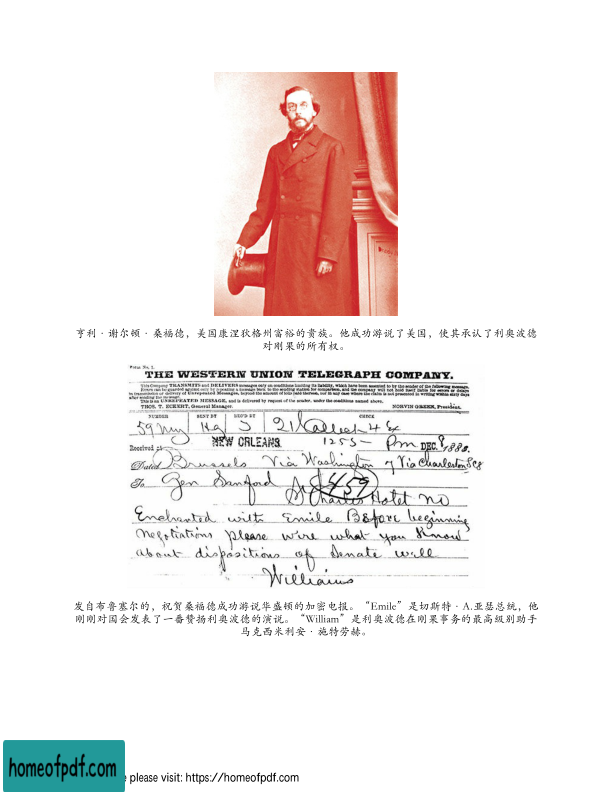 亨利·谢尔顿·桑福德，美国康涅狄格州富裕的贵族。他成功游说了美国，使其承认了利奥波德
对刚果的所有权。
Form No. 1.
THE WESTERN UNION TELEGRAPH COMPANY.
This Company TRANSMITS and DELIVERS messages only on conditions limiting its liability, which have been assented to by the sender of the following message.
Errors can be guarded against only by repeating a message back to the sending station for comparison, and the company will not hold itself liable for errors or delays
in transmission or delivery of Unrepeated Messages, beyond the amount of tolls paid thereon, nor in any case where the claim is not presented in writing within sixty days
after sending the message.
This is an UNREPEATED MESSAGE, and is delivered by request of the sender, under the conditions named above.
THOS. T. ECKERT, General Manager. NORVIN GREEN, President.
NUMBER SENT BY REC'D BY CHECK
59 Ny Ha S 21
Received at NEW ORLEANS. 1253- Pm DEC. 9 188
Dated Brussels Via Washington 7 Via Charleston SC 8
To Gen Sanford
St Charles Hotel NO
459
Enchanted with Emile Before beginning
negotiations please wire what you know
about dispositions of Senate will
Williams
发自布鲁塞尔的，祝贺桑福德成功游说华盛顿的加密电报。“Emile”是切斯特·A.亚瑟总统，他
刚刚对国会发表了一番赞扬利奥波德的演说。“William”是利奥波德在刚果事务的最高级别助手
马克西米利安·施特劳赫。
homeofpdf.com
e please visit: https://homeofpdf.com